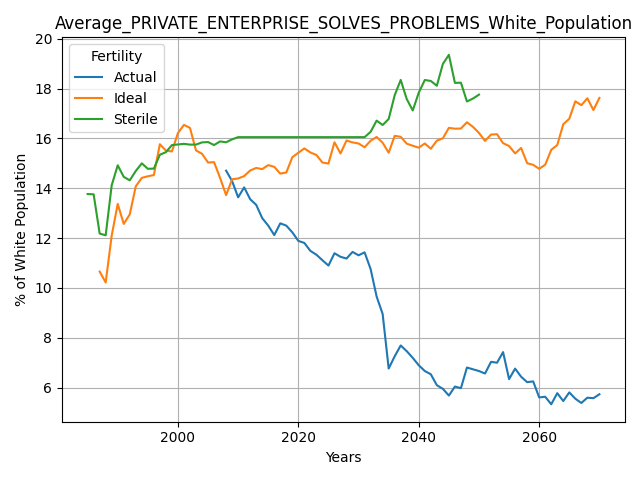 Average_PRIVATE_ENTERPRISE_SOLVES_PROBLEMS_White_Population
Fertility
Actual
Ideal
Sterile
% of White Population
20
18
16
14
12
10
8
6
2000 2020 2040 2060
Years